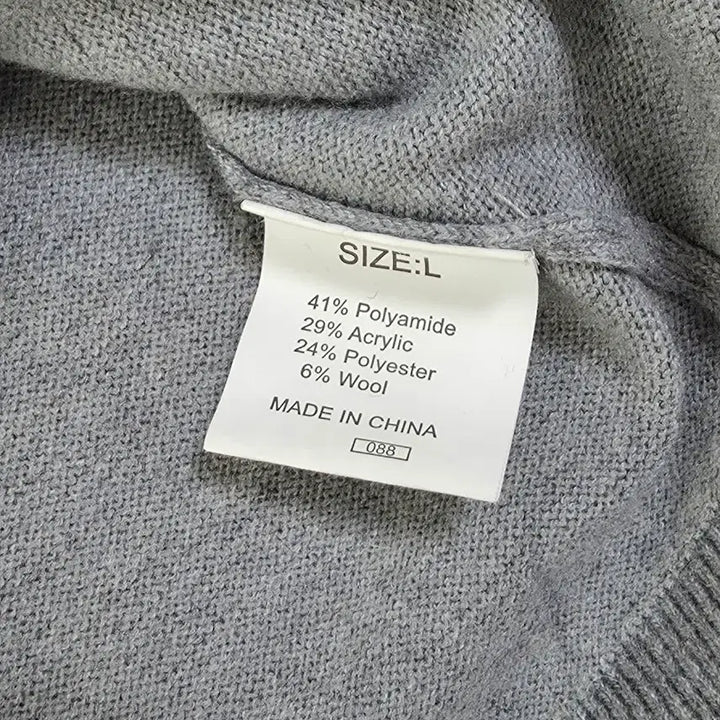 SIZE:L
41% Polyamide
29% Acrylic
24% Polyester
6% Wool
MADE IN CHINA
088